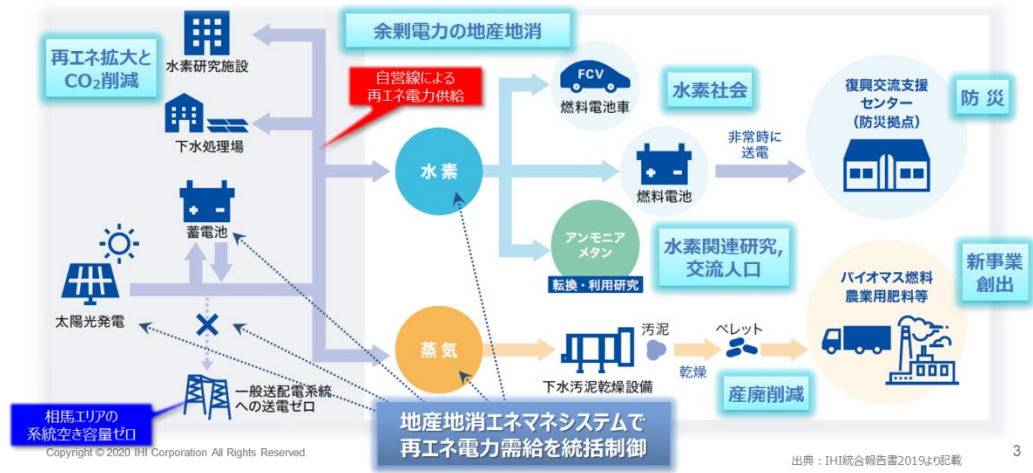 余剰電力の地産地消
再エネ拡大と
CO₂削減
水素研究施設
自営線による
再エネ電力供給
下水処理場
蓄電池
太陽光発電
一般送配電系統
への送電ゼロ
相馬エリアの
系統空き容量ゼロ
水素
FCV
燃料電池車
水素社会
燃料電池
非常時に
送電
復興交流支援
センター
(防災拠点)
防災
アンモニア
メタン
転換・利用研究
水素関連研究,
交流人口
蒸気
下水汚泥乾燥設備
汚泥
乾燥
ペレット
産廃削減
バイオマス燃料
農業用肥料等
新事業
創出
地産地消エネマネシステムで
再エネ電力需給を統括制御
Copyright © 2020 IHI Corporation All Rights Reserved.
出典:IHI統合報告書2019より記載
3